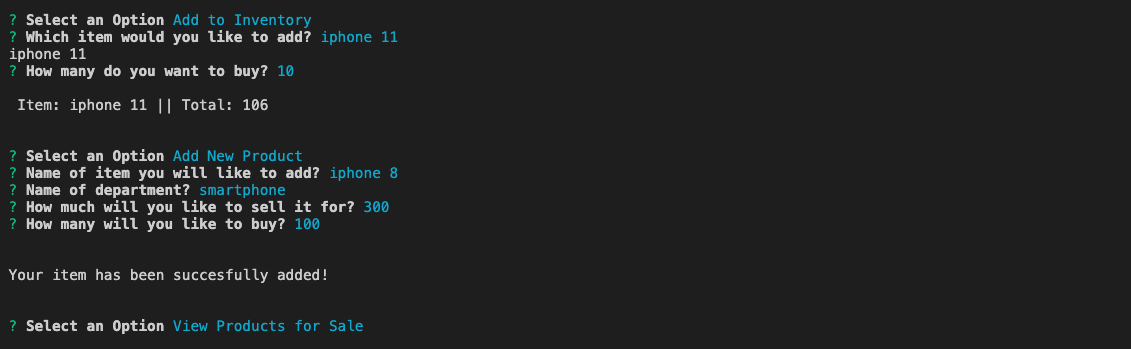 ? Select an Option Add to Inventory
? Which item would you like to add? iphone 11
iphone 11
? How many do you want to buy? 10
Item: iphone 11 || Total: 106
? Select an Option Add New Product
? Name of item you will like to add? iphone 8
? Name of department? smartphone
? How much will you like to sell it for? 300
? How many will you like to buy? 100
Your item has been succesfully added!
? Select an Option View Products for Sale